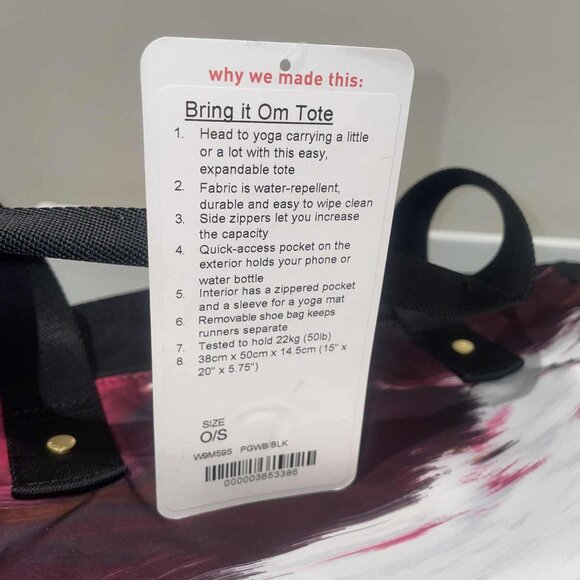 why we made this:
Bring it Om Tote
1. Head to yoga carrying a little
or a lot with this easy,
expandable tote
2. Fabric is water-repellent,
durable and easy to wipe clean
3. Side zippers let you increase
the capacity
4. Quick-access pocket on the
exterior holds your phone or
water bottle
5. Interior has a zippered pocket
and a sleeve for a yoga mat
6. Removable shoe bag keeps
runners separate
7. Tested to hold 22kg (50lb)
8. 38cm x 50cm x 14.5cm (15" x
20" x 5.75")
SIZE
O/S
W9M59S PGWB/BLK
000003653386